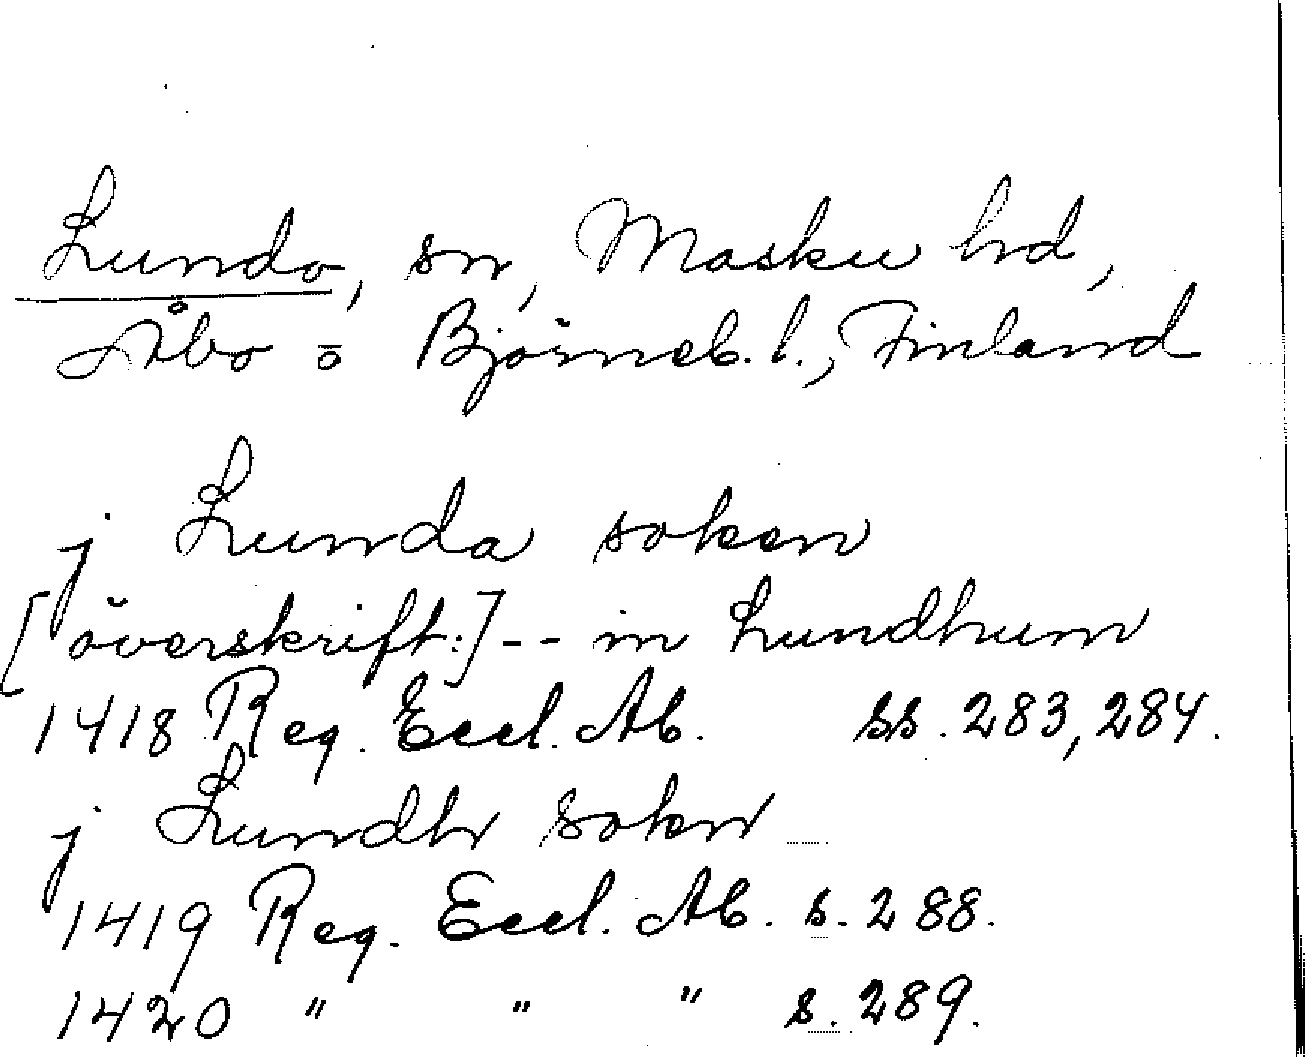 Lundo, sn, Masku hd,
Åbo o Björneb. l., Finland
j Lunda soken
[överskrift:] -- in Lundhum
1418 Reg. Eccl. Ab. ss. 283, 284.
j Lundh sokn
1419 Reg. Eccl. Ab. s. 288.
1420 " " " s. 289.